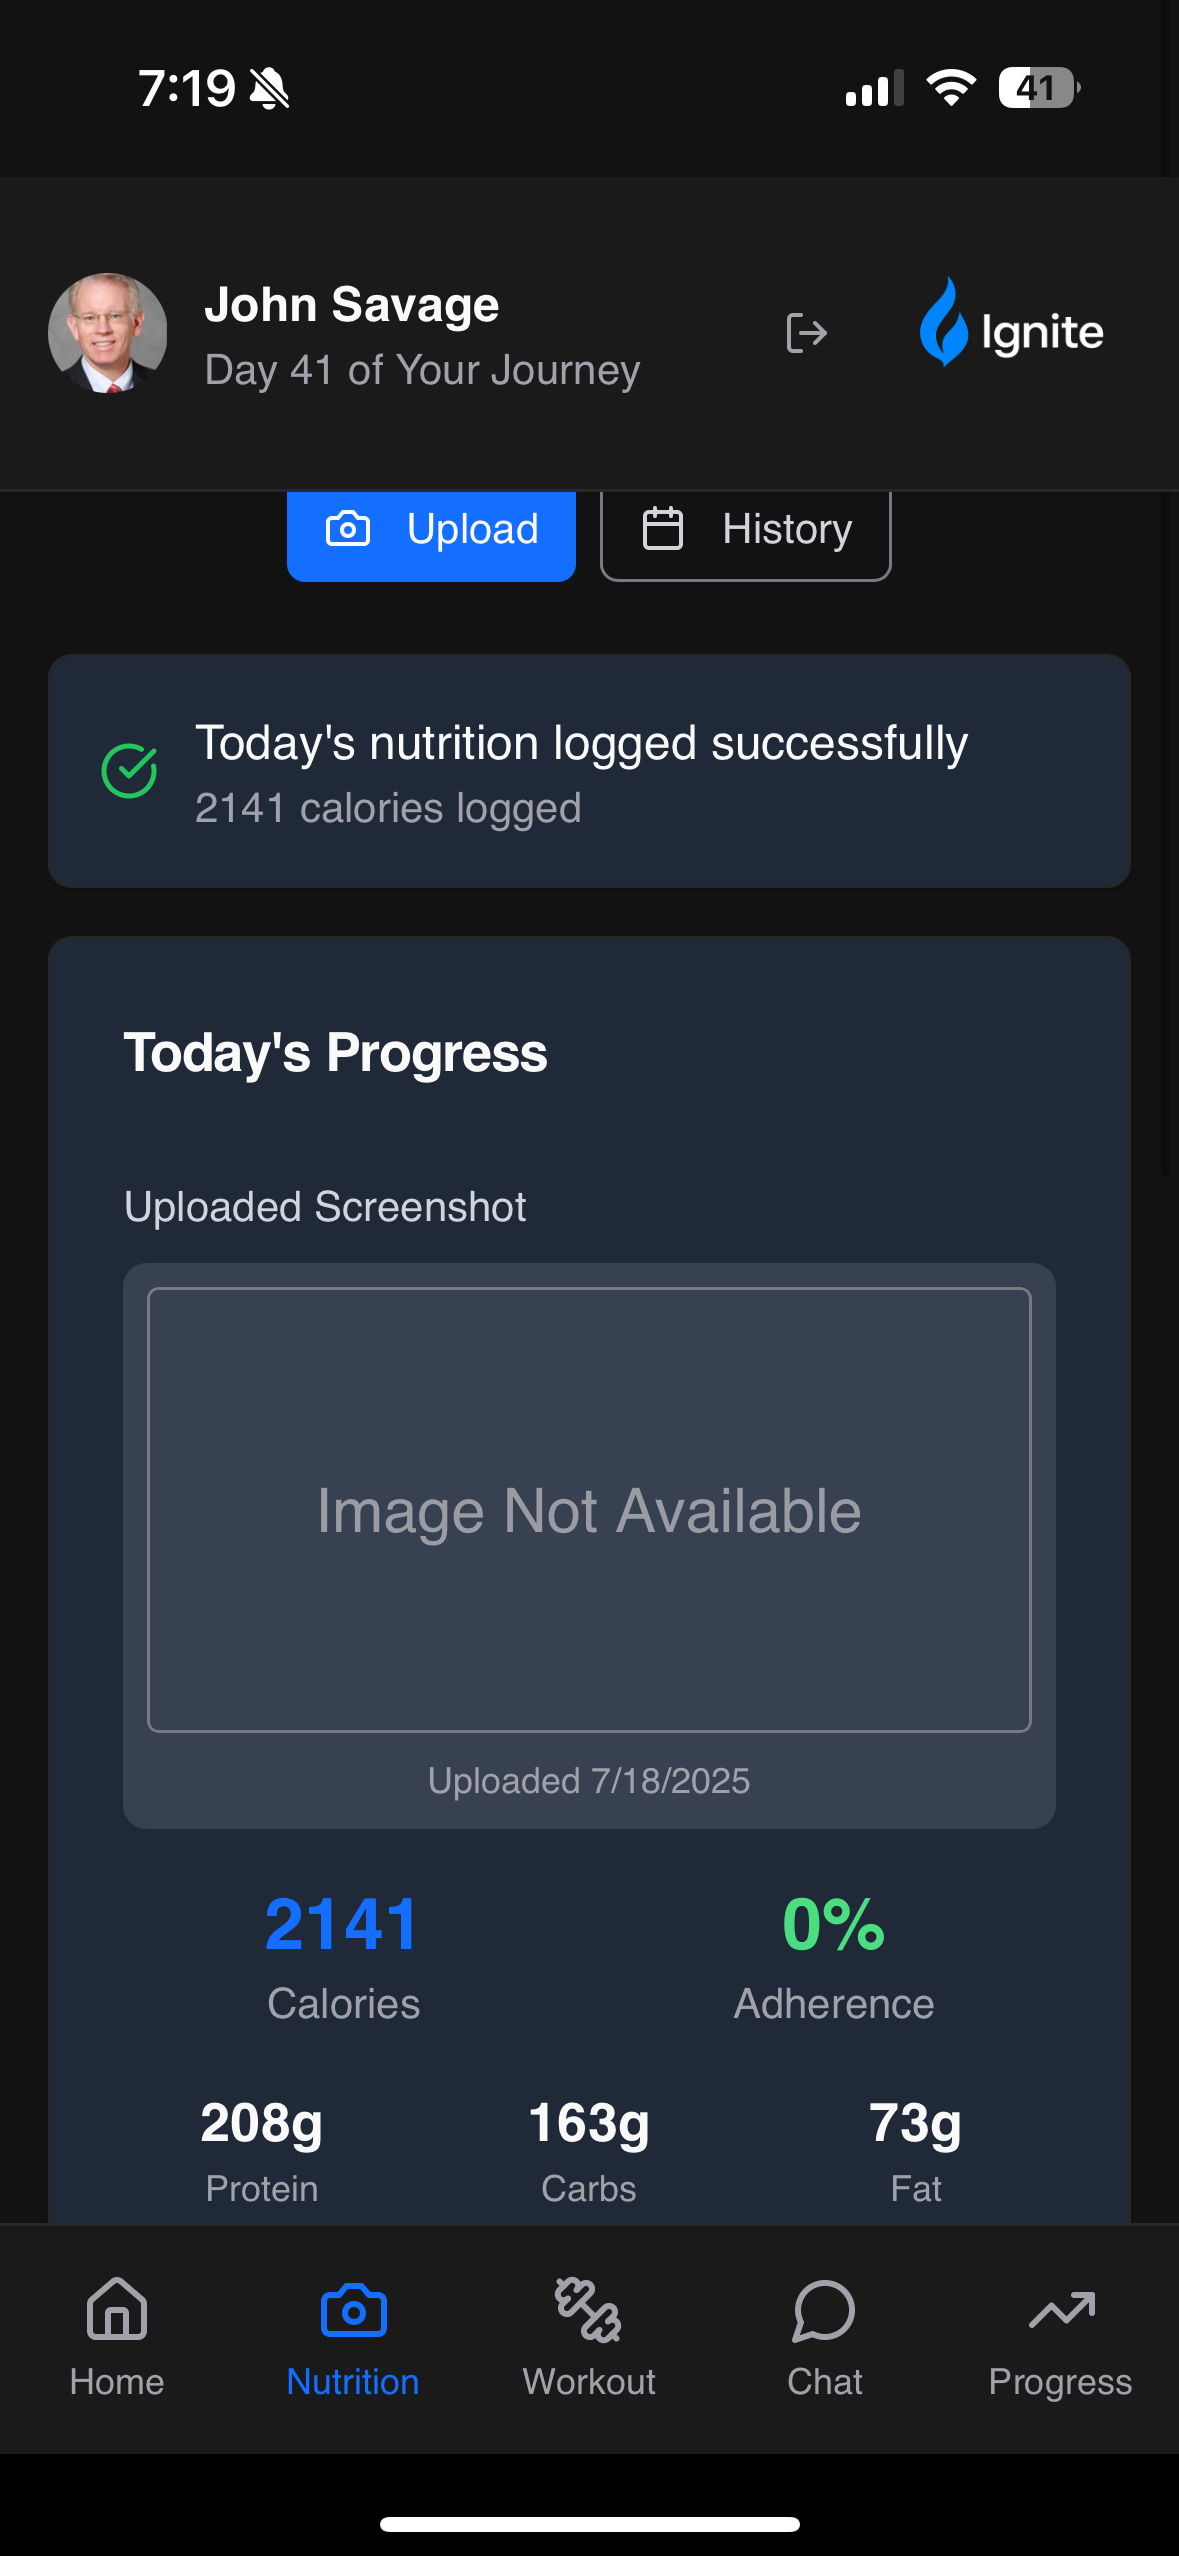 7:19
41
John Savage
Day 41 of Your Journey
Ignite
Upload
History
Today's nutrition logged successfully
2141 calories logged
Today's Progress
Uploaded Screenshot
Image Not Available
Uploaded 7/18/2025
2141
0%
Calories
Adherence
208g
163g
73g
Protein
Carbs
Fat
Home
Nutrition
Workout
Chat
Progress